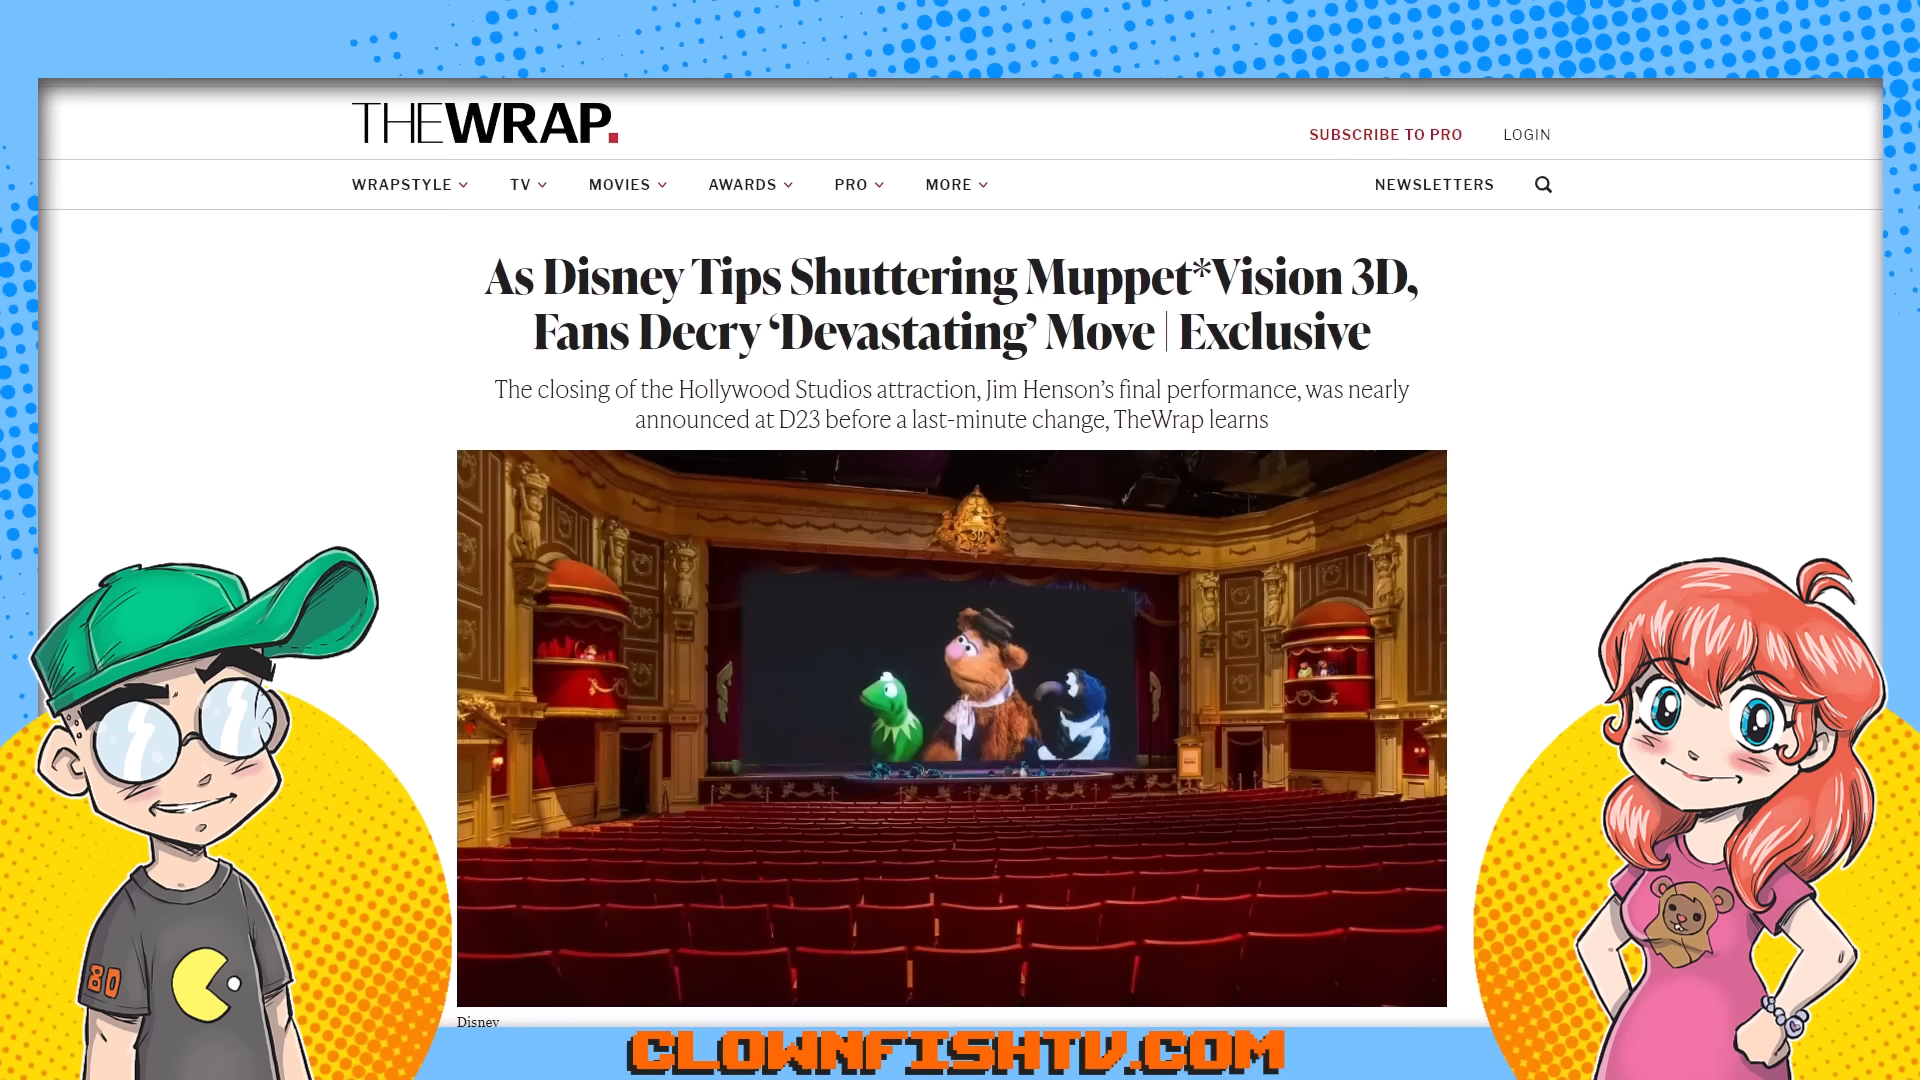 THEWRAP.
SUBSCRIBE TO PRO LOGIN
WRAPSTYLE TV MOVIES AWARDS PRO MORE NEWSLETTERS
As Disney Tips Shuttering Muppet*Vision 3D,
Fans Decry ‘Devastating’ Move | Exclusive
The closing of the Hollywood Studios attraction, Jim Henson’s final performance, was nearly
announced at D23 before a last-minute change, TheWrap learns
3D
80
Disney
CLOWNFISHTV.COM